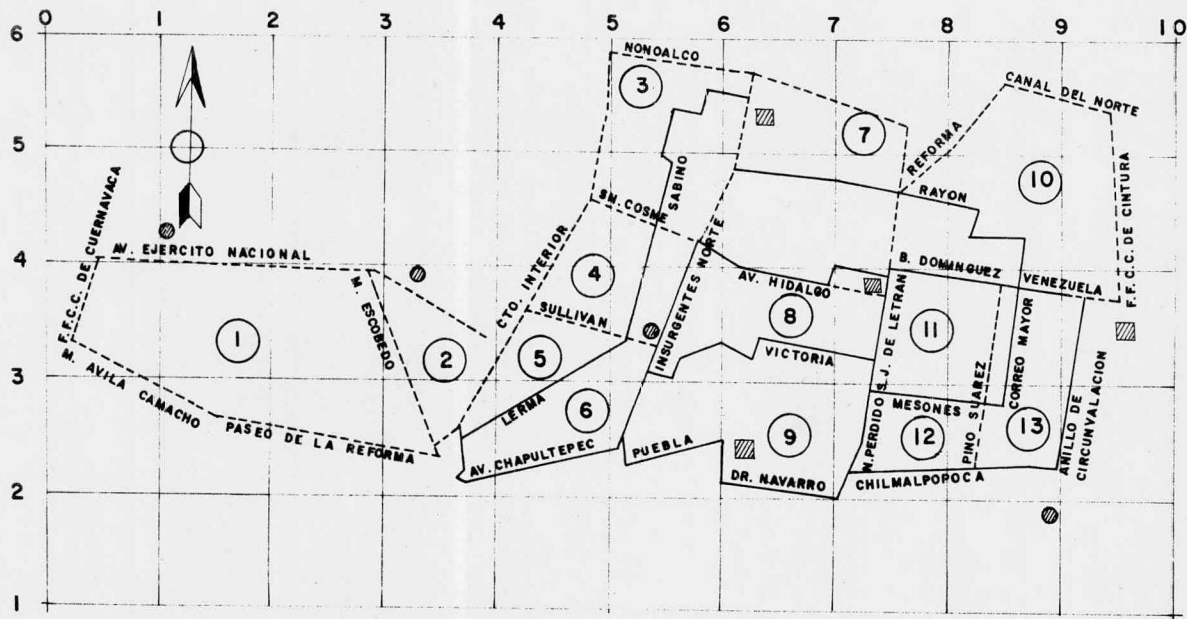 0 1 2 3 4 5 6 7 8 9 10
6
NONOALCO
3
CANAL DEL NORTE
7
REFORMA
5
F.F.C.C. DE CUERNAVACA
SABINO
10
F.F.C.C. DE CINTURA
RAYON
SN. COSME
4
AV. EJERCITO NACIONAL
CTO. INTERIOR
4
INSURGENTES NORTE
AV. HIDALGO
B. DOMINGUEZ
VENEZUELA
M. ESCOBEDO
SULLIVAN
8
S. J. DE LETRAN
11
CORREO MAYOR
1
2
5
VICTORIA
PINO SUAREZ
3
M. AVILA CAMACHO
LERMA
6
MESONES
ANILLO DE
CIRCUNVALACION
PASEO DE LA REFORMA
AV. CHAPULTEPEC
PUEBLA
9
N. PERDIDO
12
13
DR. NAVARRO
CHILMALPOPOCA
2
1